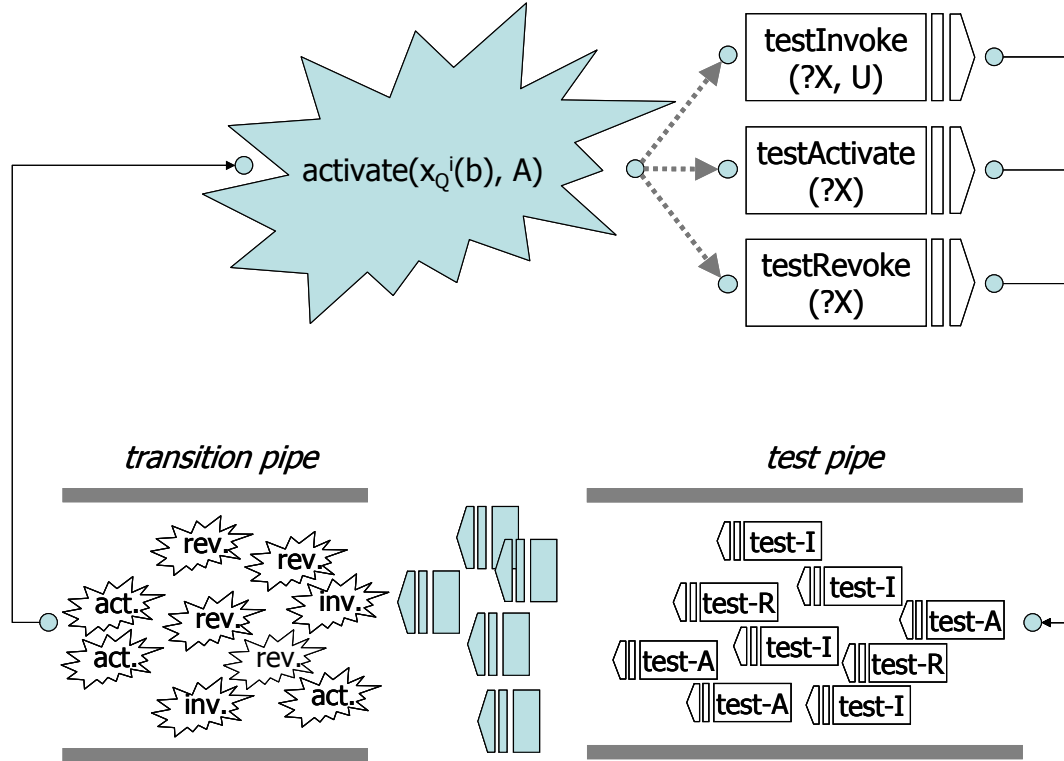 testInvoke
(?X, U)
activate(x_Q^i(b), A)
testActivate
(?X)
testRevoke
(?X)
transition pipe
test pipe
rev.
rev.
act.
rev.
inv.
act.
rev.
inv.
act.
test-I
test-I
test-R
test-A
test-I
test-A
test-R
test-A
test-I